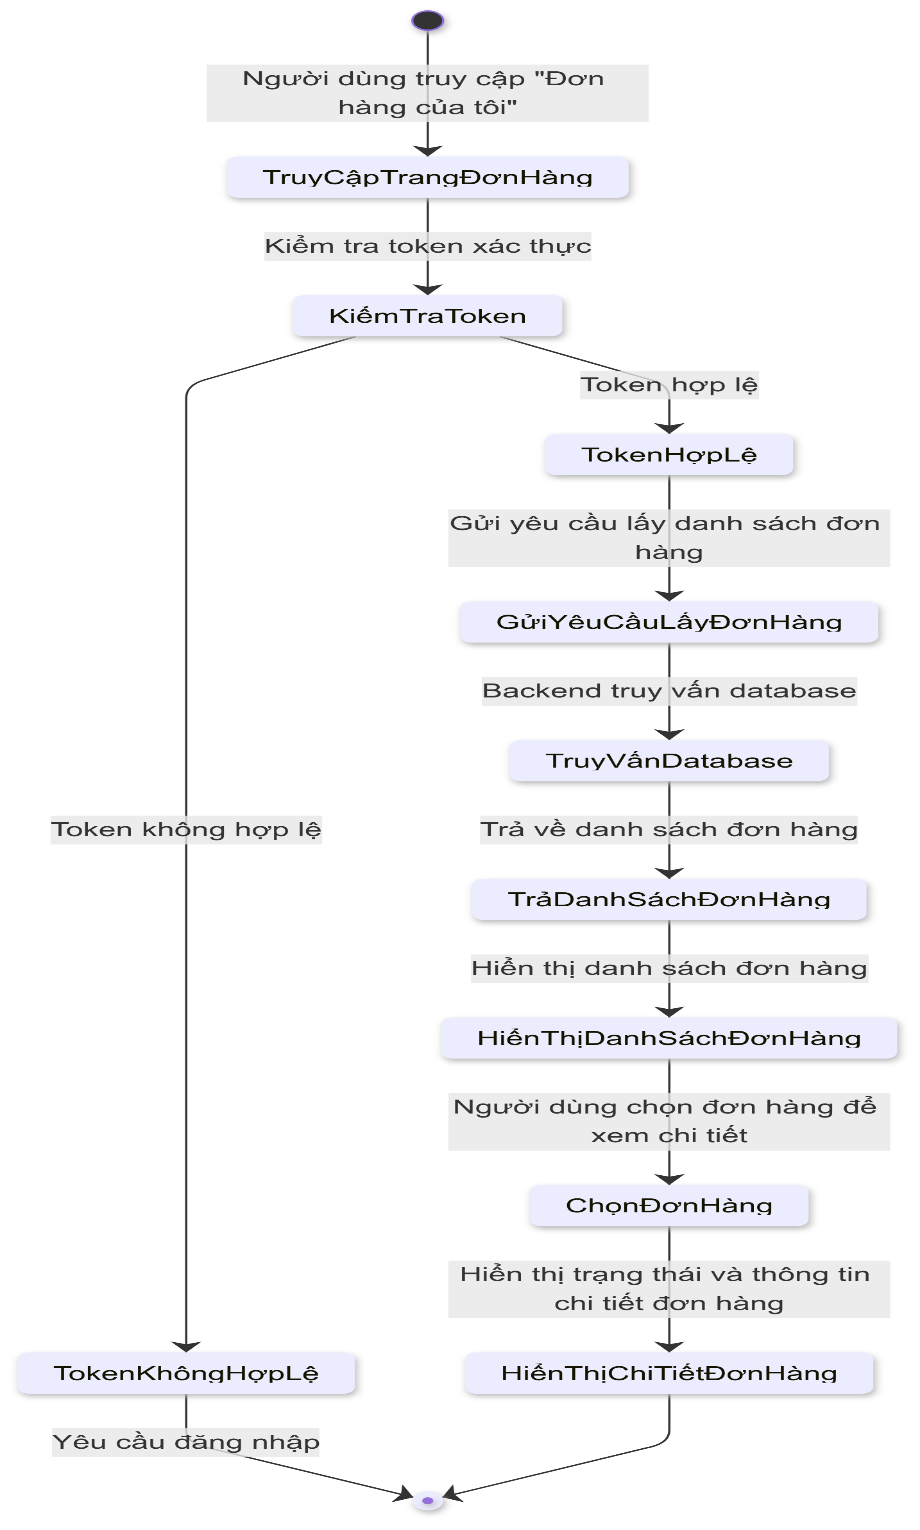 Người dùng truy cập "Đơn
hàng của tôi"
TruyCậpTrangĐơnHàng
Kiểm tra token xác thực
KiểmTraToken
Token hợp lệ
TokenHợpLệ
Gửi yêu cầu lấy danh sách đơn
hàng
GửiYêuCầuLấyĐơnHàng
Backend truy vấn database
TruyVấnDatabase
Token không hợp lệ
Trả về danh sách đơn hàng
TrảDanhSáchĐơnHàng
Hiển thị danh sách đơn hàng
HiểnThịDanhSáchĐơnHàng
Người dùng chọn đơn hàng để
xem chi tiết
ChọnĐơnHàng
Hiển thị trạng thái và thông tin
chi tiết đơn hàng
TokenKhôngHợpLệ
HiểnThịChiTiếtĐơnHàng
Yêu cầu đăng nhập